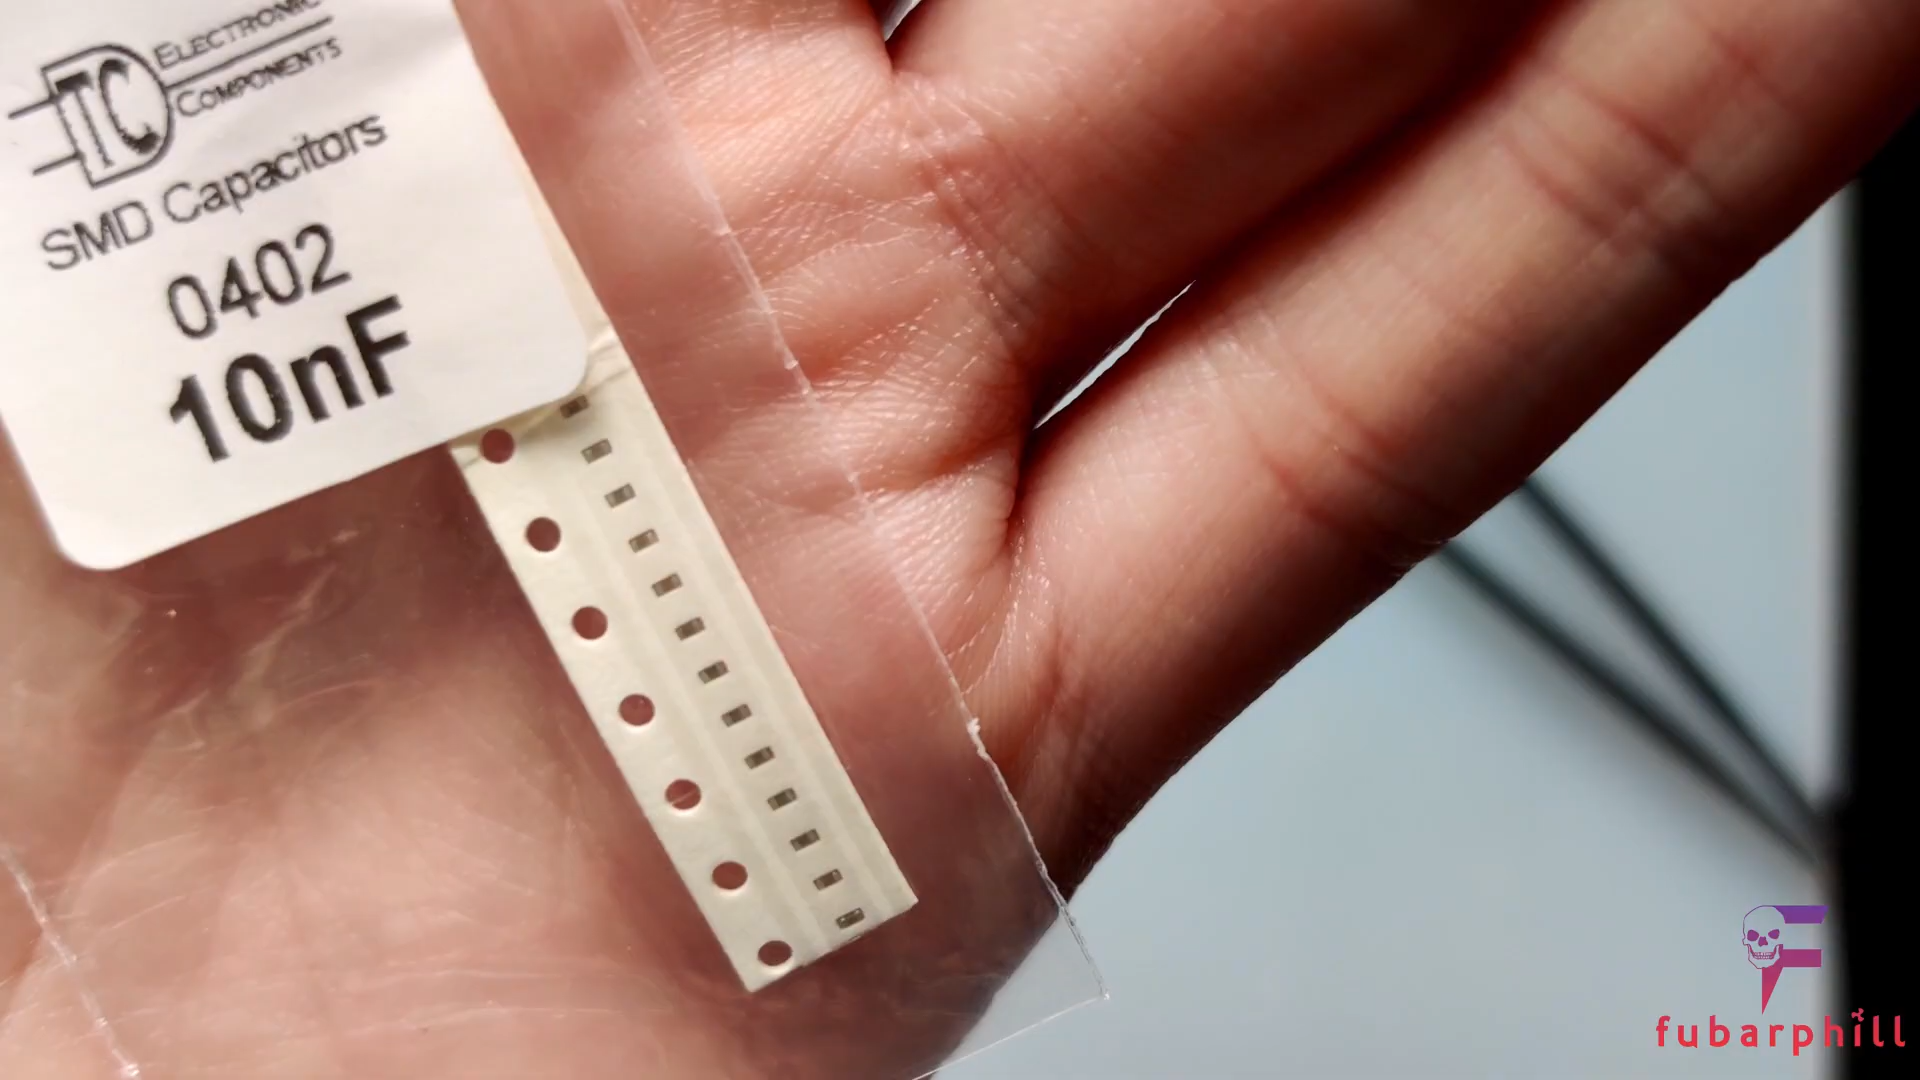 TC
ELECTRONIC
COMPONENTS
SMD Capacitors
0402
10nF
F
fubarphill